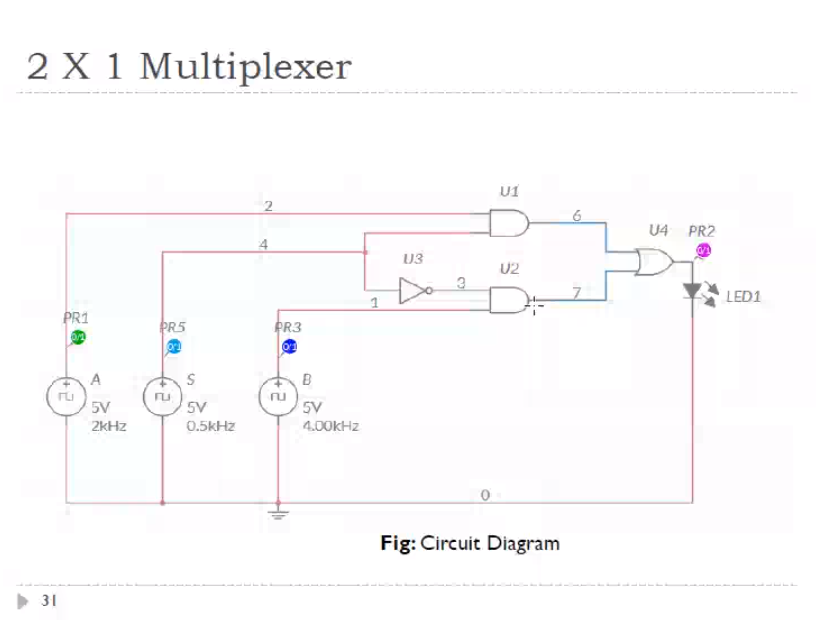 2 X 1 Multiplexer
U1
2
6
U4
PR2
4
0/1
U3
U2
3
7
1
LED1
PR1
PR5
PR3
0/1
0/1
0/1
A
S
B
5V
5V
5V
2kHz
0.5kHz
4.00kHz
0
Fig: Circuit Diagram
31